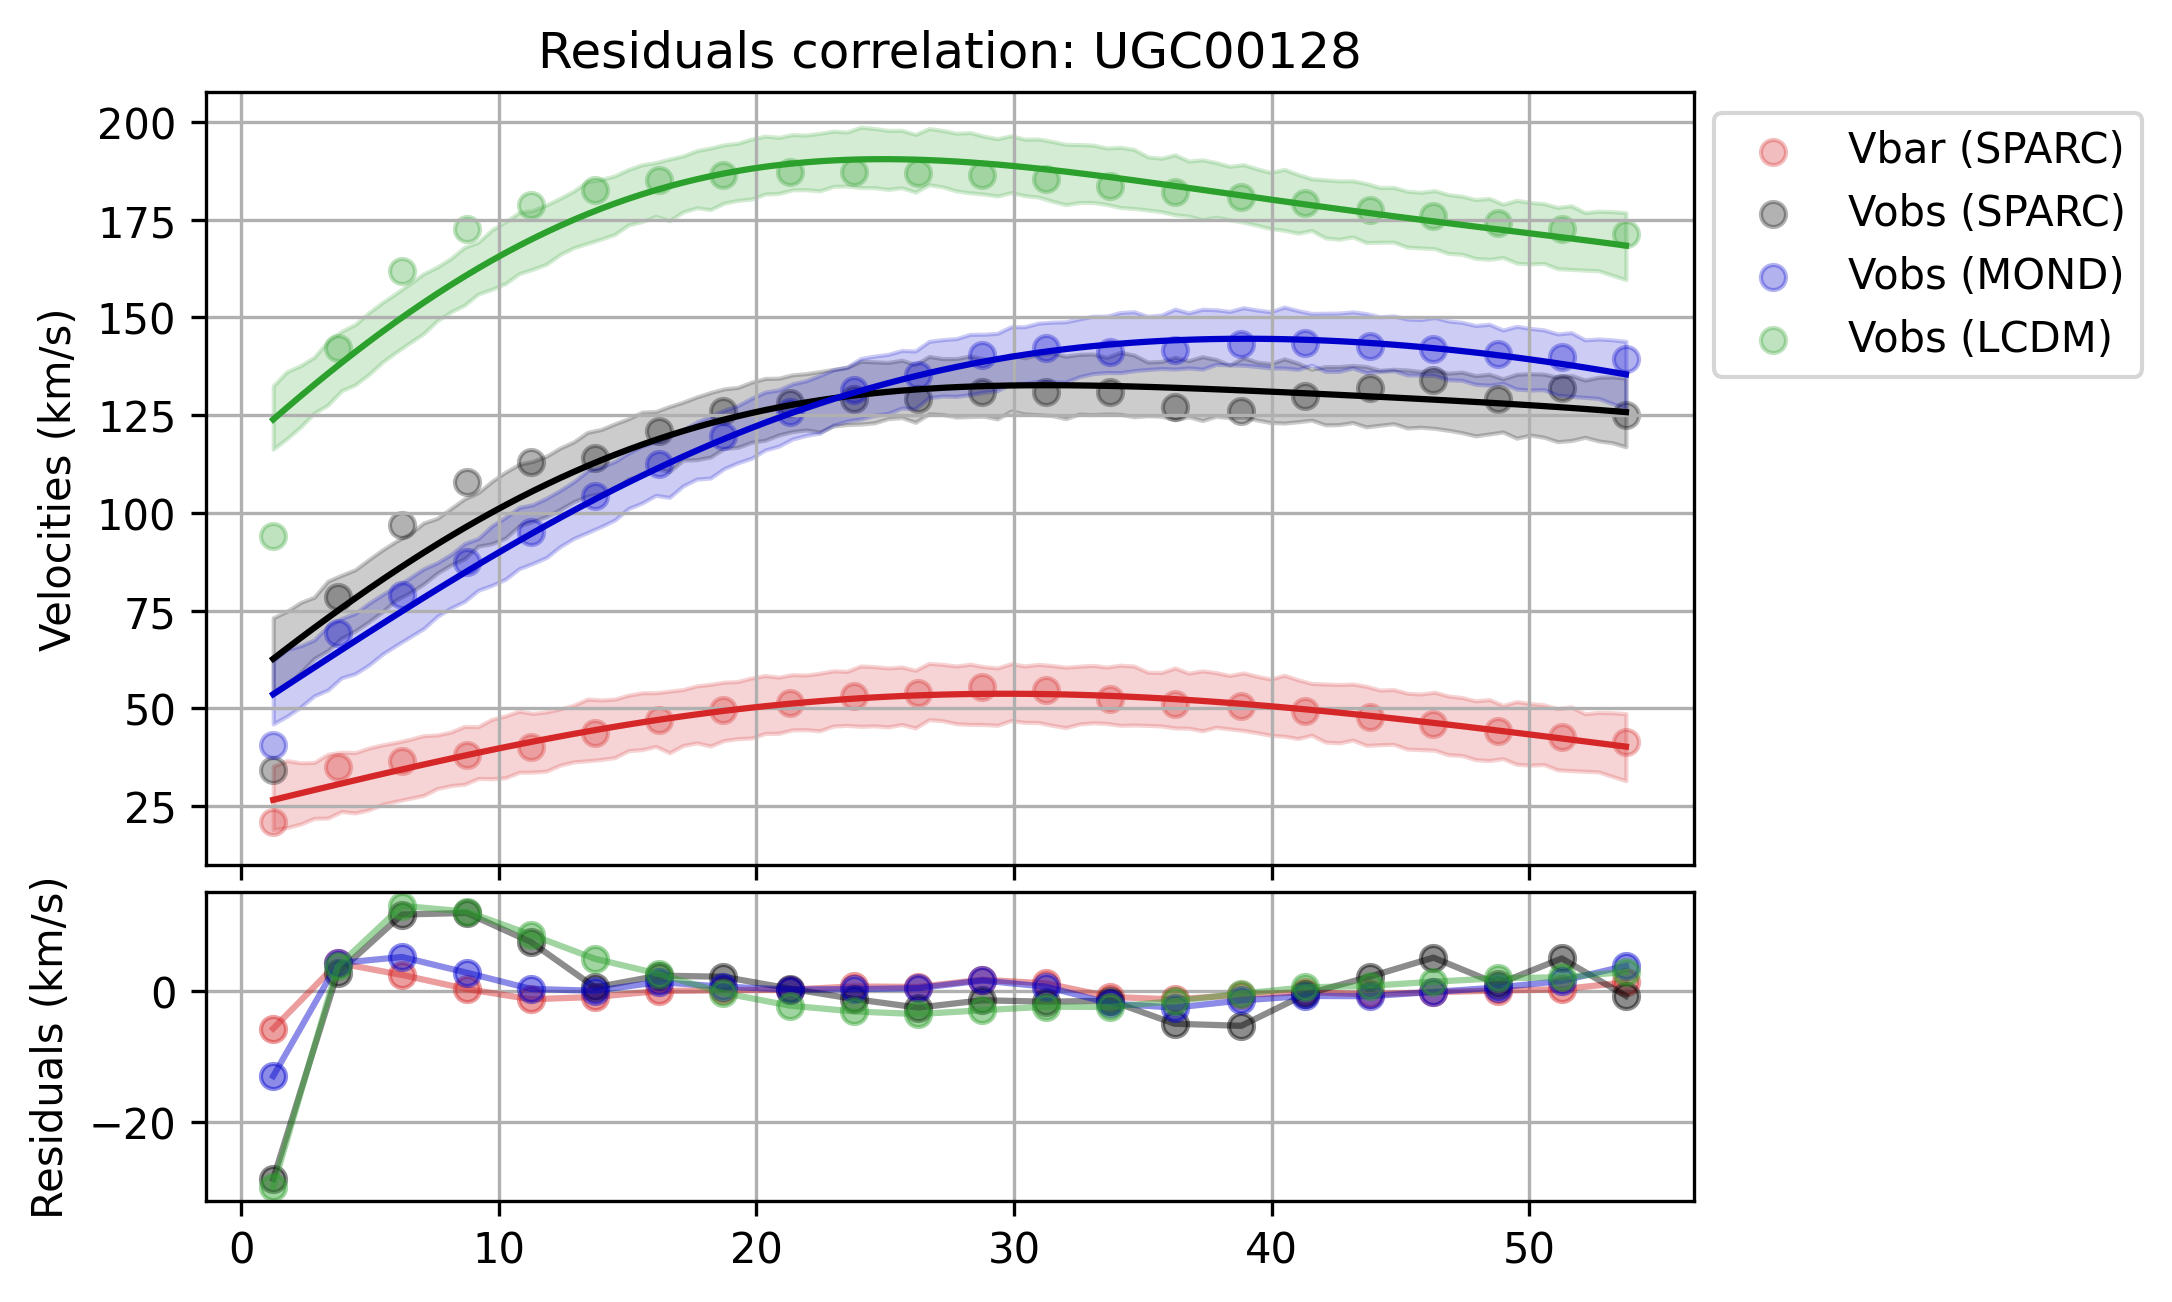 Residuals correlation: UGC00128
Velocities (km/s)
200
175
150
125
100
75
50
25
Vbar (SPARC)
Vobs (SPARC)
Vobs (MOND)
Vobs (LCDM)
Residuals (km/s)
0
−20
0 10 20 30 40 50